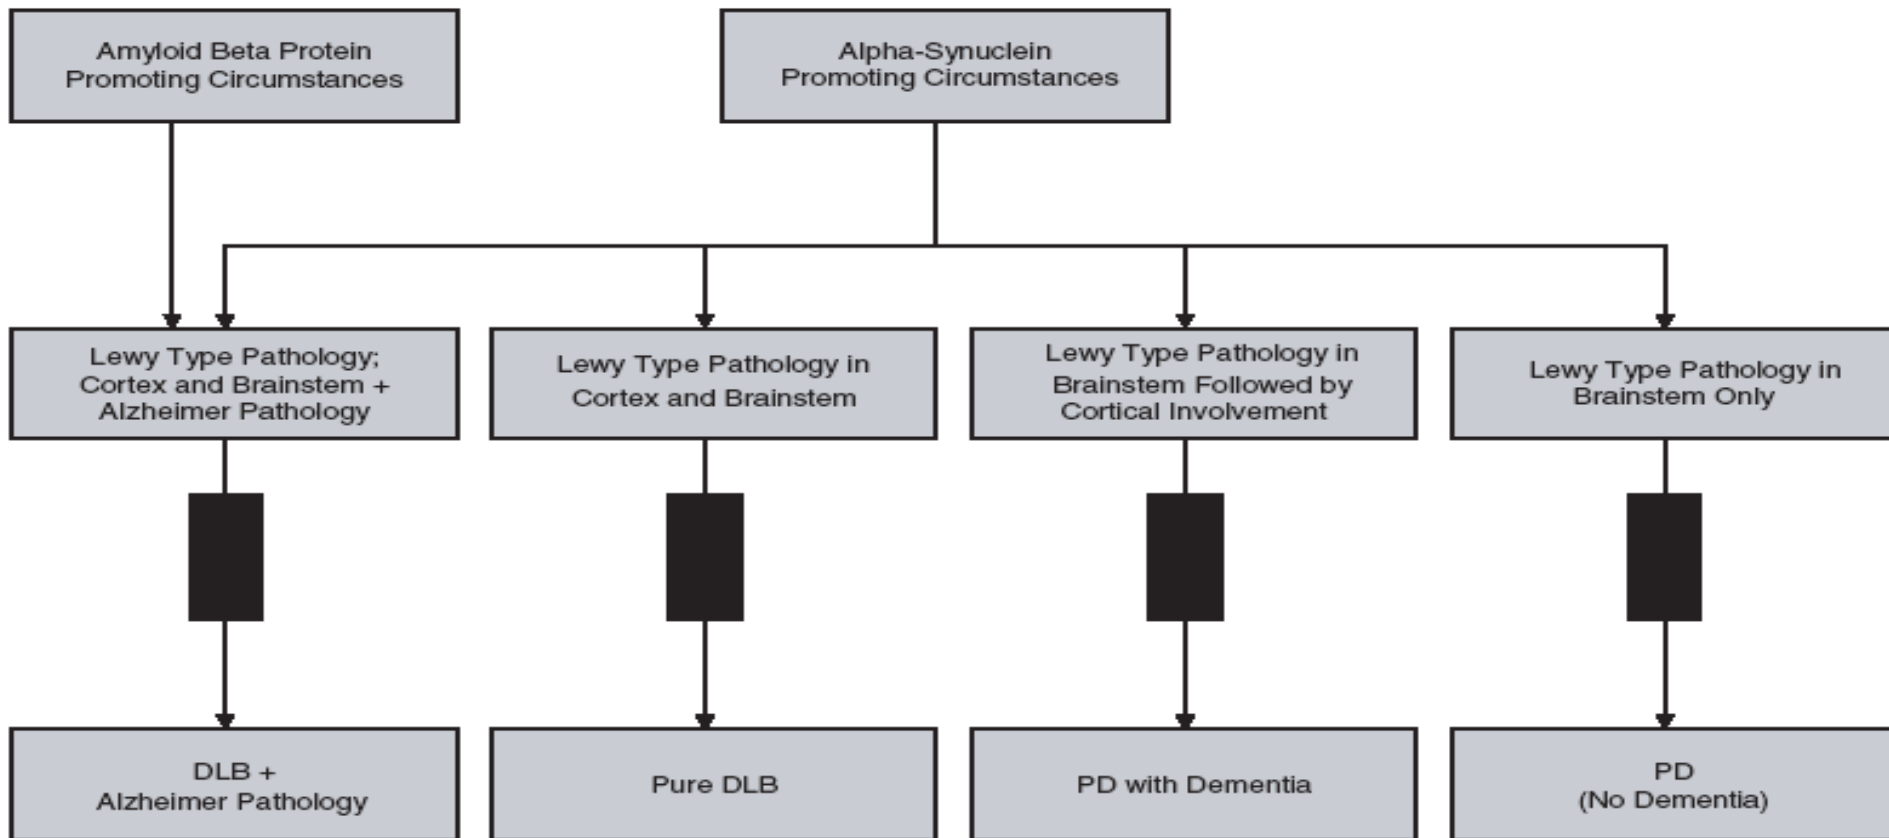 Amyloid Beta Protein
Promoting Circumstances
Alpha-Synuclein
Promoting Circumstances
Lewy Type Pathology;
Cortex and Brainstem +
Alzheimer Pathology
Lewy Type Pathology in
Cortex and Brainstem
Lewy Type Pathology in
Brainstem Followed by
Cortical Involvement
Lewy Type Pathology in
Brainstem Only
DLB +
Alzheimer Pathology
Pure DLB
PD with Dementia
PD
(No Dementia)